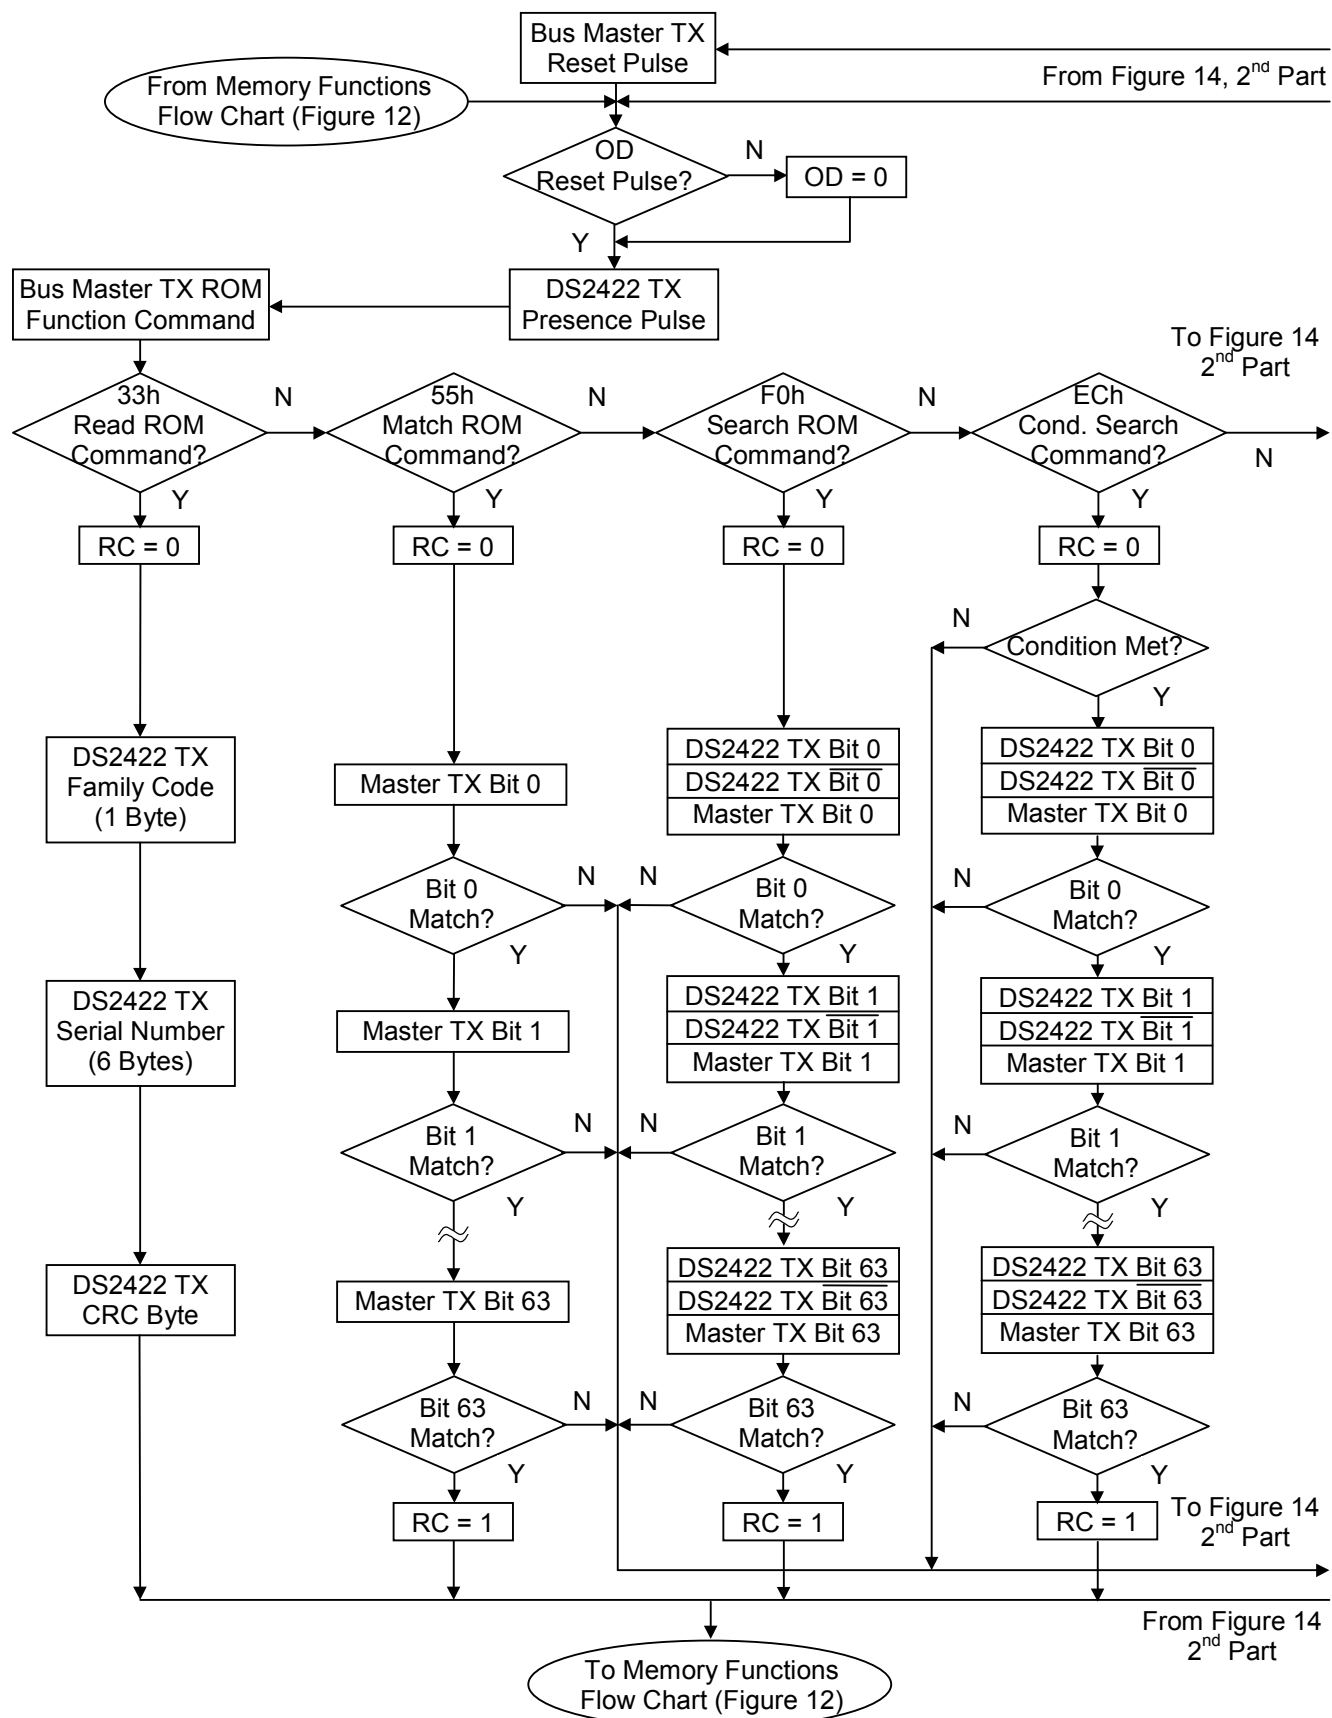 Bus Master TX
Reset Pulse
From Figure 14, 2nd Part
From Memory Functions
Flow Chart (Figure 12)
OD
Reset Pulse?
N
OD = 0
Y
Bus Master TX ROM
Function Command
DS2422 TX
Presence Pulse
To Figure 14
2nd Part
33h
Read ROM
Command?
N
55h
Match ROM
Command?
N
F0h
Search ROM
Command?
N
ECh
Cond. Search
Command?
N
Y
Y
Y
Y
RC = 0
RC = 0
RC = 0
RC = 0
N
Condition Met?
Y
DS2422 TX
Family Code
(1 Byte)
Master TX Bit 0
DS2422 TX Bit 0
DS2422 TX Bit 0
Master TX Bit 0
DS2422 TX Bit 0
DS2422 TX Bit 0
Master TX Bit 0
Bit 0
Match?
N
N
Bit 0
Match?
N
Bit 0
Match?
Y
Y
Y
DS2422 TX
Serial Number
(6 Bytes)
Master TX Bit 1
DS2422 TX Bit 1
DS2422 TX Bit 1
Master TX Bit 1
DS2422 TX Bit 1
DS2422 TX Bit 1
Master TX Bit 1
Bit 1
Match?
N
N
Bit 1
Match?
N
Bit 1
Match?
Y
Y
Y
DS2422 TX
CRC Byte
Master TX Bit 63
DS2422 TX Bit 63
DS2422 TX Bit 63
Master TX Bit 63
DS2422 TX Bit 63
DS2422 TX Bit 63
Master TX Bit 63
Bit 63
Match?
N
N
Bit 63
Match?
N
Bit 63
Match?
Y
Y
Y
RC = 1
RC = 1
RC = 1
To Figure 14
2nd Part
From Figure 14
2nd Part
To Memory Functions
Flow Chart (Figure 12)